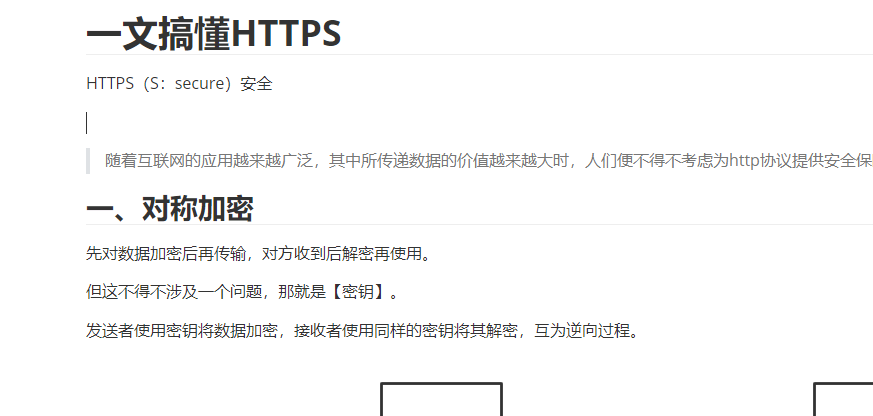 一文搞懂HTTPS
HTTPS（S：secure）安全
随着互联网的应用越来越广泛，其中所传递数据的价值越来越大时，人们便不得不考虑为http协议提供安全保
一、对称加密
先对数据加密后再传输，对方收到后解密再使用。
但这不得不涉及一个问题，那就是【密钥】。
发送者使用密钥将数据加密，接收者使用同样的密钥将其解密，互为逆向过程。